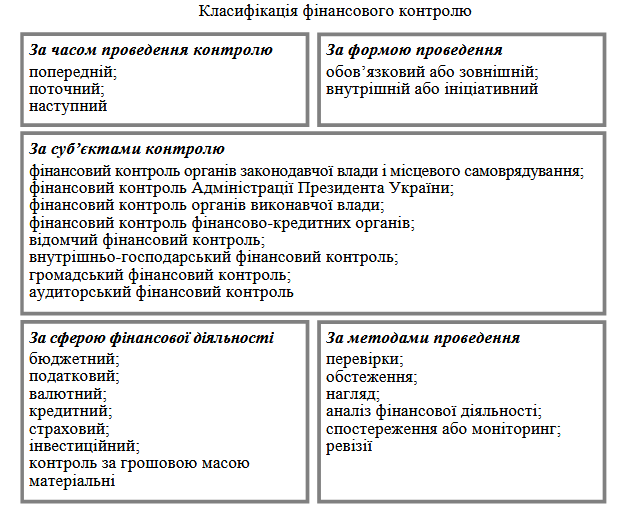 Класифікація фінансового контролю
За часом проведення контролю
попередній;
поточний;
наступний
За формою проведення
обов’язковий або зовнішній;
внутрішній або ініціативний
За суб’єктами контролю
фінансовий контроль органів законодавчої влади і місцевого самоврядування;
фінансовий контроль Адміністрації Президента України;
фінансовий контроль органів виконавчої влади;
фінансовий контроль фінансово-кредитних органів;
відомчий фінансовий контроль;
внутрішньо-господарський фінансовий контроль;
громадський фінансовий контроль;
аудиторський фінансовий контроль
За сферою фінансової діяльності
бюджетний;
податковий;
валютний;
кредитний;
страховий;
інвестиційний;
контроль за грошовою масою
матеріальні
За методами проведення
перевірки;
обстеження;
нагляд;
аналіз фінансової діяльності;
спостереження або моніторинг;
ревізії